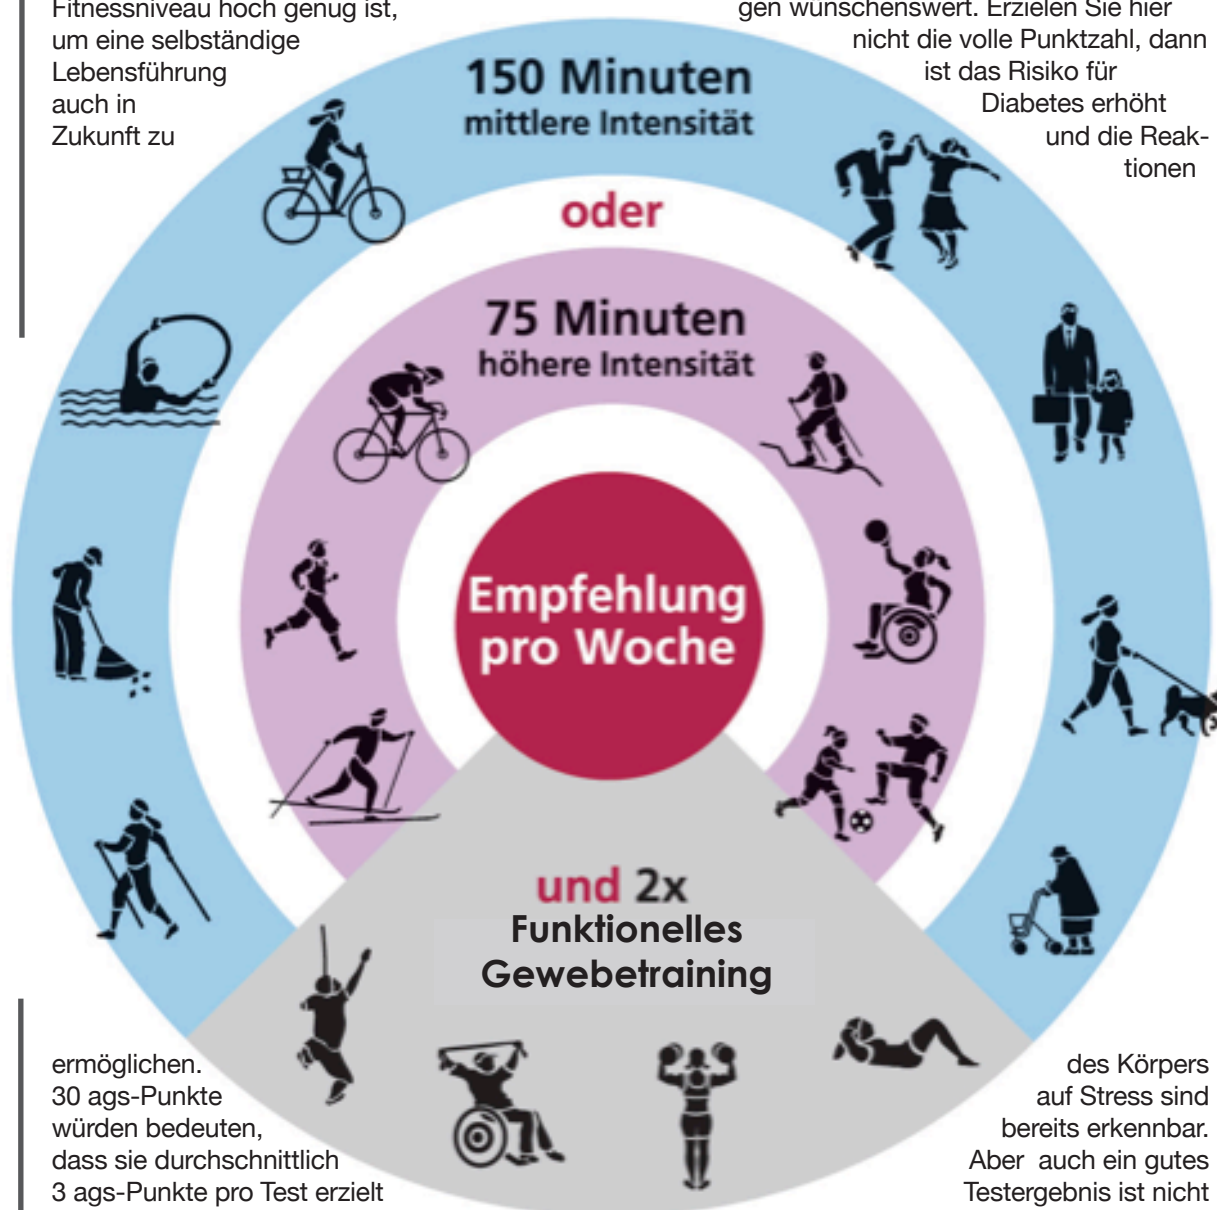 Fitnessniveau hoch genug ist,
um eine selbständige
Lebensführung
auch in
Zukunft zu
ermöglichen.
30 ags-Punkte
würden bedeuten,
dass sie durchschnittlich
3 ags-Punkte pro Test erzielt
gen wünschenswert. Erzielen Sie hier
nicht die volle Punktzahl, dann
ist das Risiko für
Diabetes erhöht
und die Reak-
tionen
des Körpers
auf Stress sind
bereits erkennbar.
Aber auch ein gutes
Testergebnis ist nicht
150 Minuten
mittlere Intensität
oder
75 Minuten
höhere Intensität
Empfehlung
pro Woche
und 2x
Funktionelles
Gewebetraining